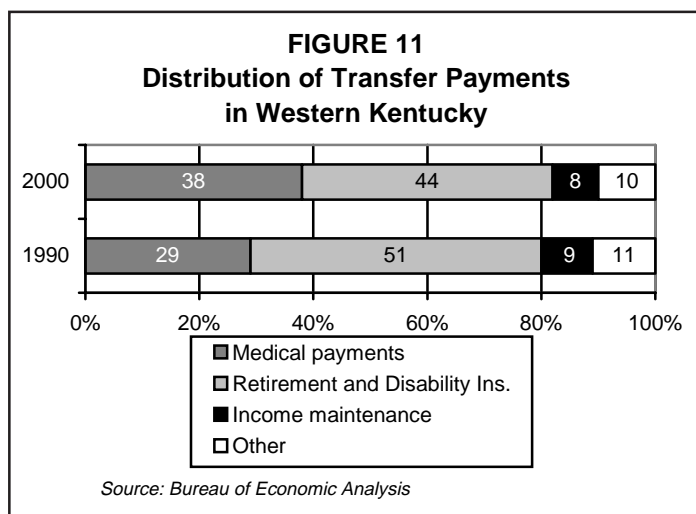 FIGURE 11
Distribution of Transfer Payments
in Western Kentucky
2000 38 44 8 10
1990 29 51 9 11
0% 20% 40% 60% 80% 100%
Medical payments
Retirement and Disability Ins.
Income maintenance
Other
Source: Bureau of Economic Analysis